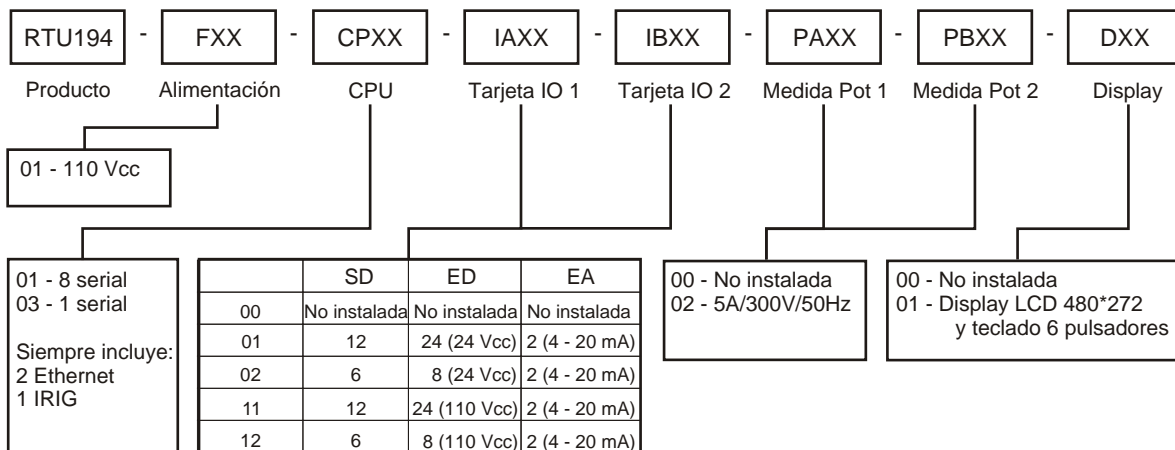 RTU194 - FXX - CPXX - IAXX - IBXX - PAXX - PBXX - DXX
Producto Alimentación CPU Tarjeta IO 1 Tarjeta IO 2 Medida Pot 1 Medida Pot 2 Display
01 - 110 Vcc
01 - 8 serial
03 - 1 serial
Siempre incluye:
2 Ethernet
1 IRIG
SD ED EA
00 No instalada No instalada No instalada
01 12 24 (24 Vcc) 2 (4 - 20 mA)
02 6 8 (24 Vcc) 2 (4 - 20 mA)
11 12 24 (110 Vcc) 2 (4 - 20 mA)
12 6 8 (110 Vcc) 2 (4 - 20 mA)
00 - No instalada
02 - 5A/300V/50Hz
00 - No instalada
01 - Display LCD 480*272
y teclado 6 pulsadores